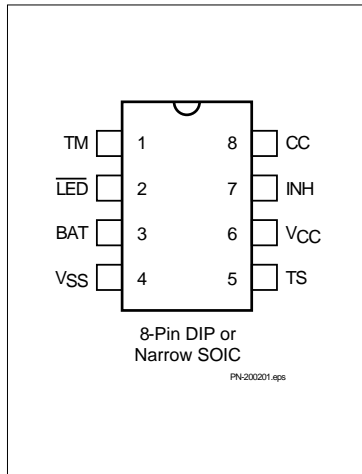 TM 1 8 CC
LED 2 7 INH
BAT 3 6 VCC
VSS 4 5 TS
8-Pin DIP or
Narrow SOIC
PN-200201.eps